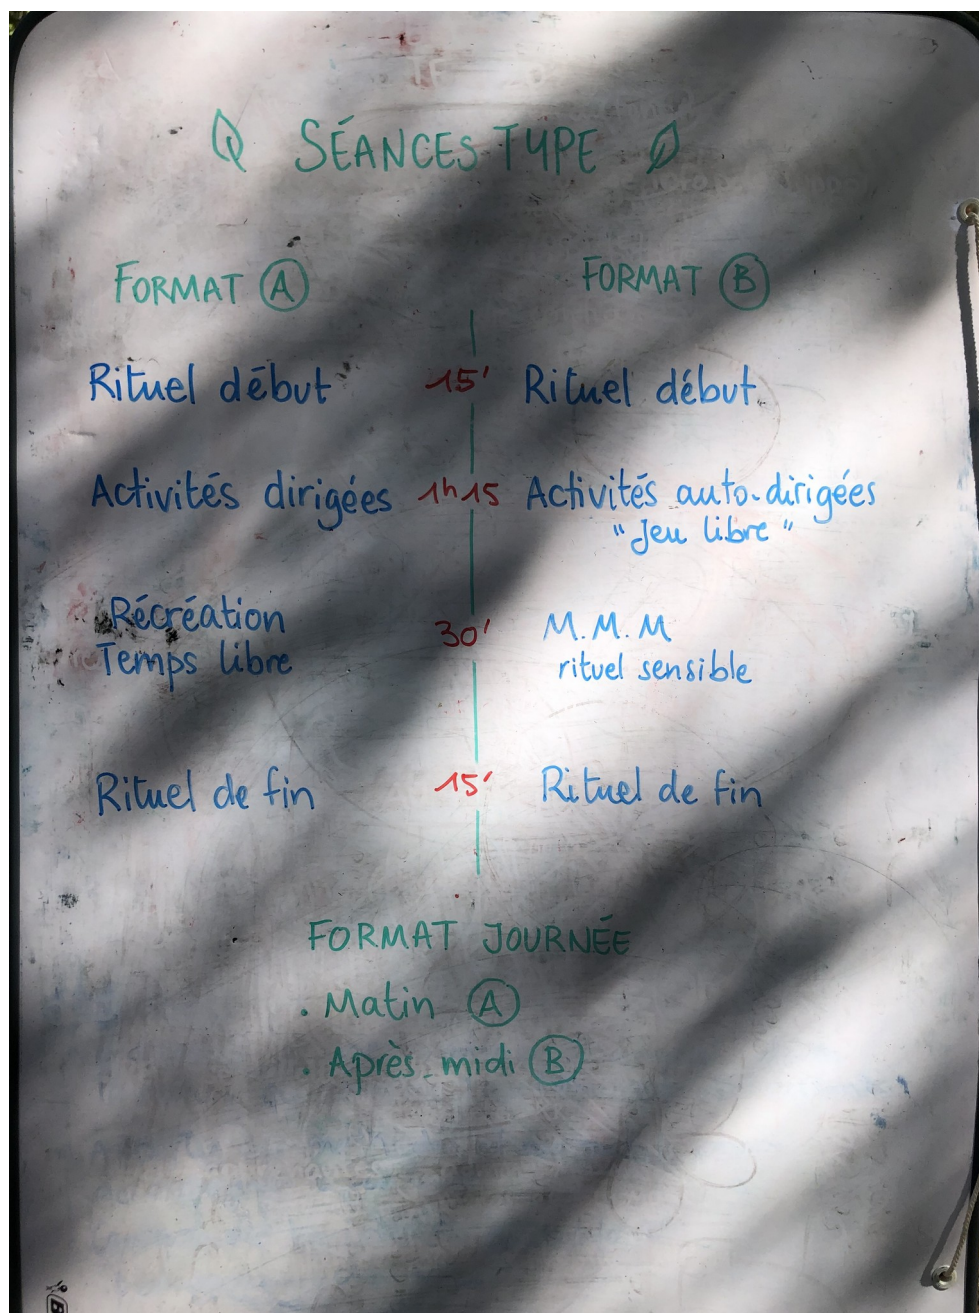 SÉANCES TYPE
FORMAT A
FORMAT B
Rituel début 15' Rituel début
Activités dirigées 1h15 Activités auto-dirigées
"Jeu libre"
Récréation
Temps libre
30'
M.M.M
rituel sensible
Rituel de fin 15' Rituel de fin
FORMAT JOURNÉE
. Matin A
. Après-midi B